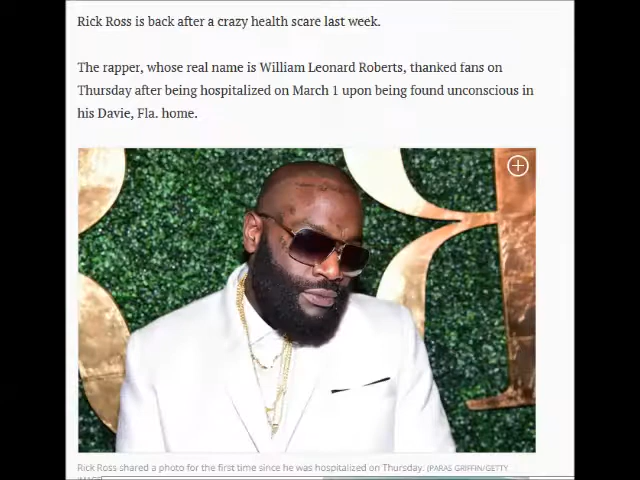 Rick Ross is back after a crazy health scare last week.
The rapper, whose real name is William Leonard Roberts, thanked fans on
Thursday after being hospitalized on March 1 upon being found unconscious in
his Davie, Fla. home.
Rick Ross shared a photo for the first time since he was hospitalized on Thursday. (PARAS GRIFFIN/GETTY